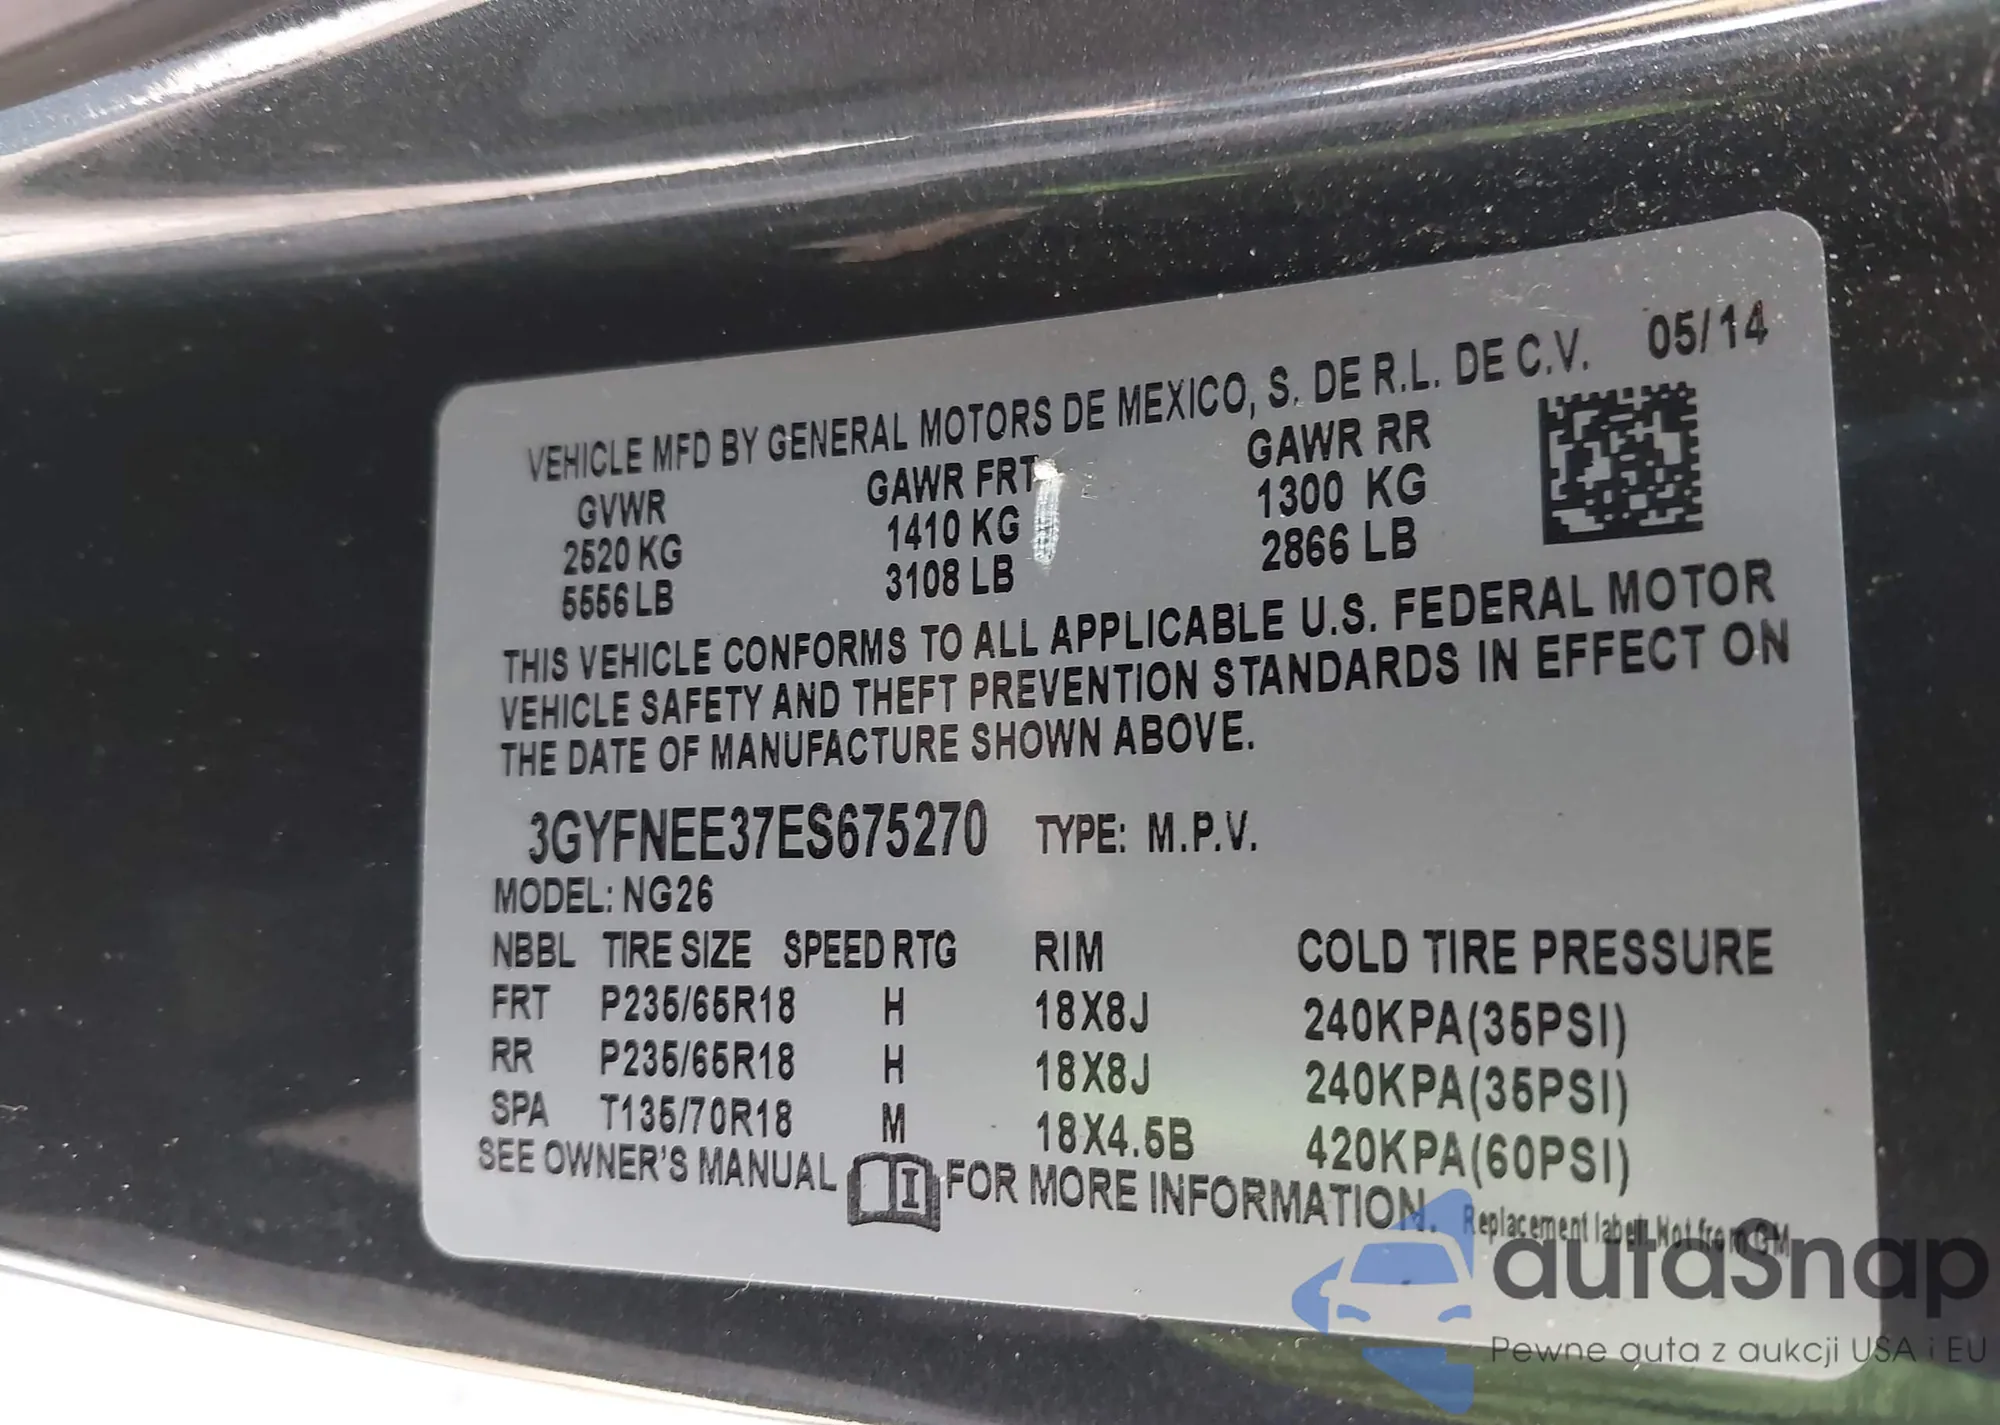 VEHICLE MFD BY GENERAL MOTORS DE MEXICO, S. DE R.L. DE C.V. 05/14
GVWR GAWR FRT GAWR RR
2520 KG 1410 KG 1300 KG
5556 LB 3108 LB 2866 LB
THIS VEHICLE CONFORMS TO ALL APPLICABLE U.S. FEDERAL MOTOR
VEHICLE SAFETY AND THEFT PREVENTION STANDARDS IN EFFECT ON
THE DATE OF MANUFACTURE SHOWN ABOVE.
3GYFNEE37ES675270 TYPE: M.P.V.
MODEL: NG26
NBBL TIRE SIZE SPEED RTG RIM COLD TIRE PRESSURE
FRT P235/65R18 H 18X8J 240KPA(35PSI)
RR P235/65R18 H 18X8J 240KPA(35PSI)
SPA T135/70R18 M 18X4.5B 420KPA(60PSI)
SEE OWNER'S MANUAL FOR MORE INFORMATION.
Replacement label. Not from GM
autaSnap
Pewne auta z aukcji USA i EU